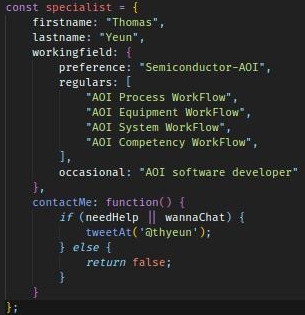 const specialist = {
    firstname: "Thomas",
    lastname: "Yeun",
    workingfield: {
        preference: "Semiconductor-AOI",
        regulars: [
            "AOI Process WorkFlow",
            "AOI Equipment WorkFlow",
            "AOI System WorkFlow",
            "AOI Competency WorkFlow",
        ],
        occasional: "AOI software developer"
    },
    contactMe: function() {
        if (needHelp || wannaChat) {
            tweetAt('@thyeun');
        } else {
            return false;
        }
    }
};